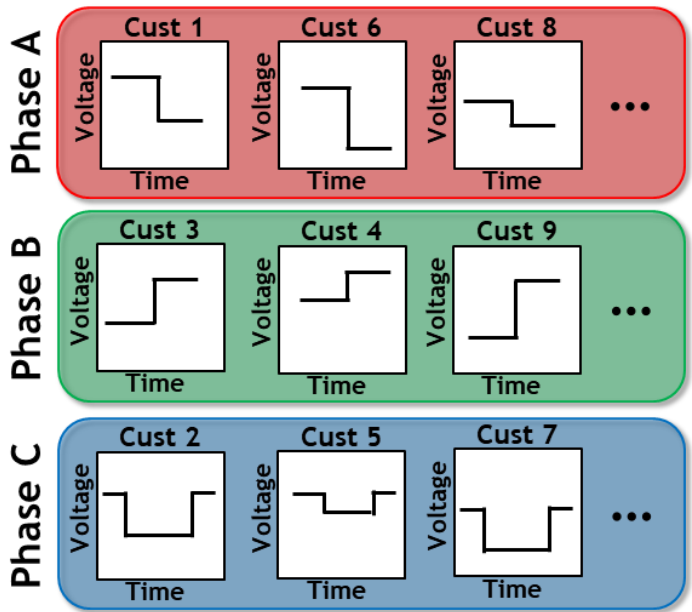 Phase A
Cust 1
Cust 6
Cust 8
Voltage
Voltage
Voltage
...
Time
Time
Time
Phase B
Cust 3
Cust 4
Cust 9
Voltage
Voltage
Voltage
...
Time
Time
Time
Phase C
Cust 2
Cust 5
Cust 7
Voltage
Voltage
Voltage
...
Time
Time
Time